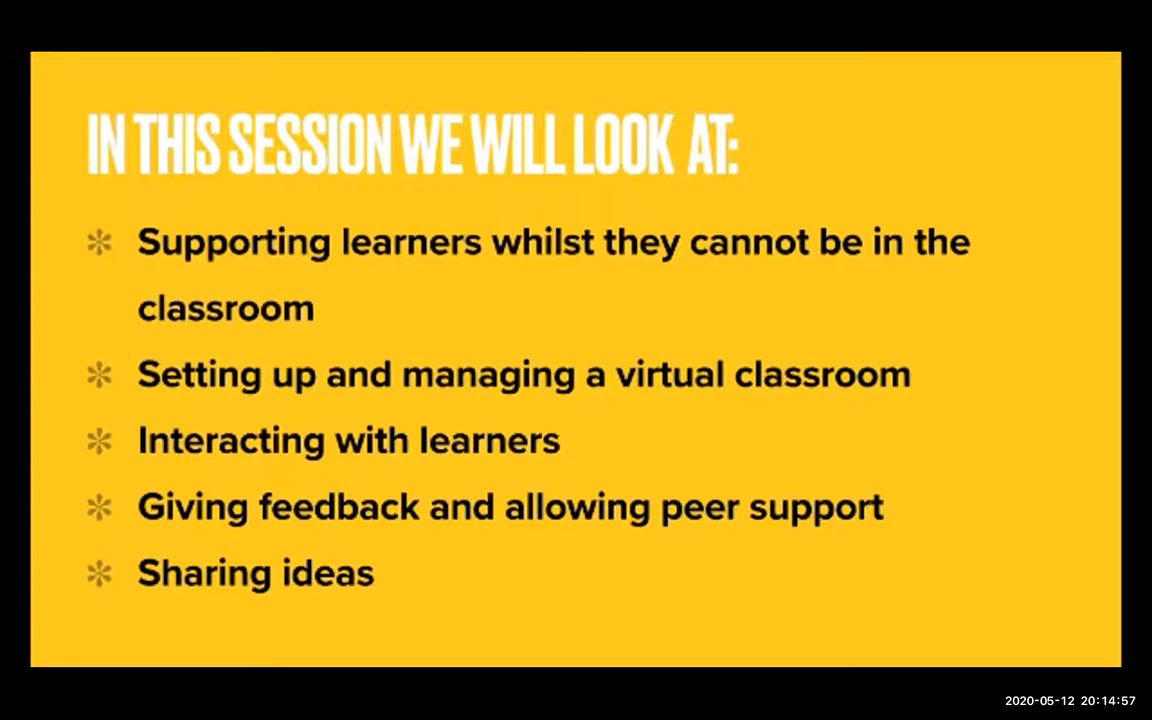 IN THIS SESSION WE WILL LOOK AT:
* Supporting learners whilst they cannot be in the
classroom
* Setting up and managing a virtual classroom
* Interacting with learners
* Giving feedback and allowing peer support
* Sharing ideas
2020-05-12 20:14:57